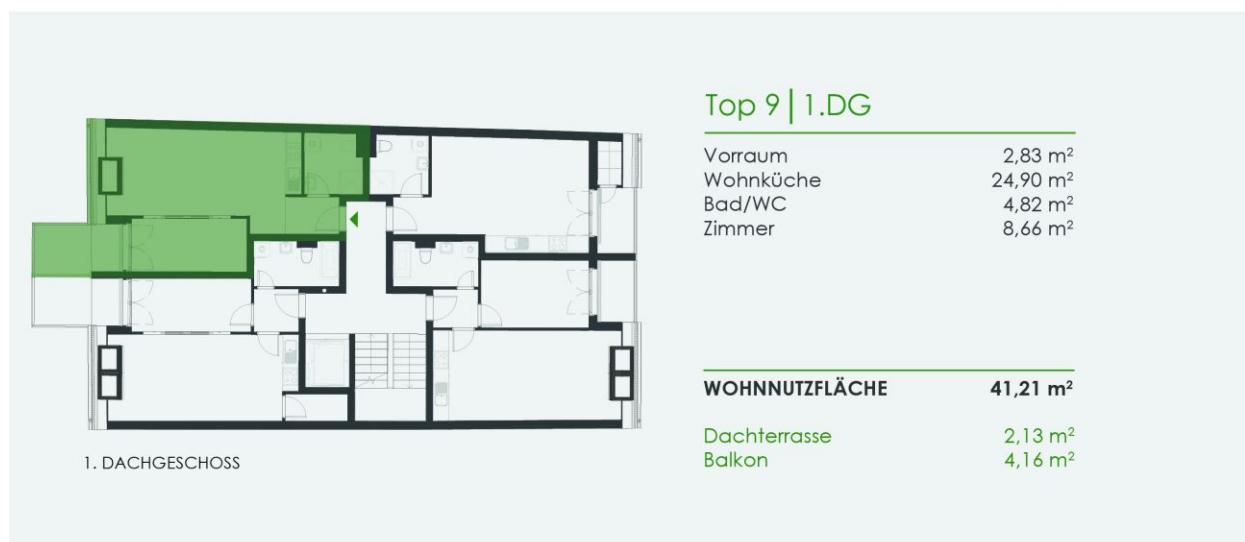 Top 9 | 1.DG
Vorraum 2,83 m²
Wohnküche 24,90 m²
Bad/WC 4,82 m²
Zimmer 8,66 m²
WOHNNUTZFLÄCHE 41,21 m²
Dachterrasse 2,13 m²
Balkon 4,16 m²
1. DACHGESCHOSS